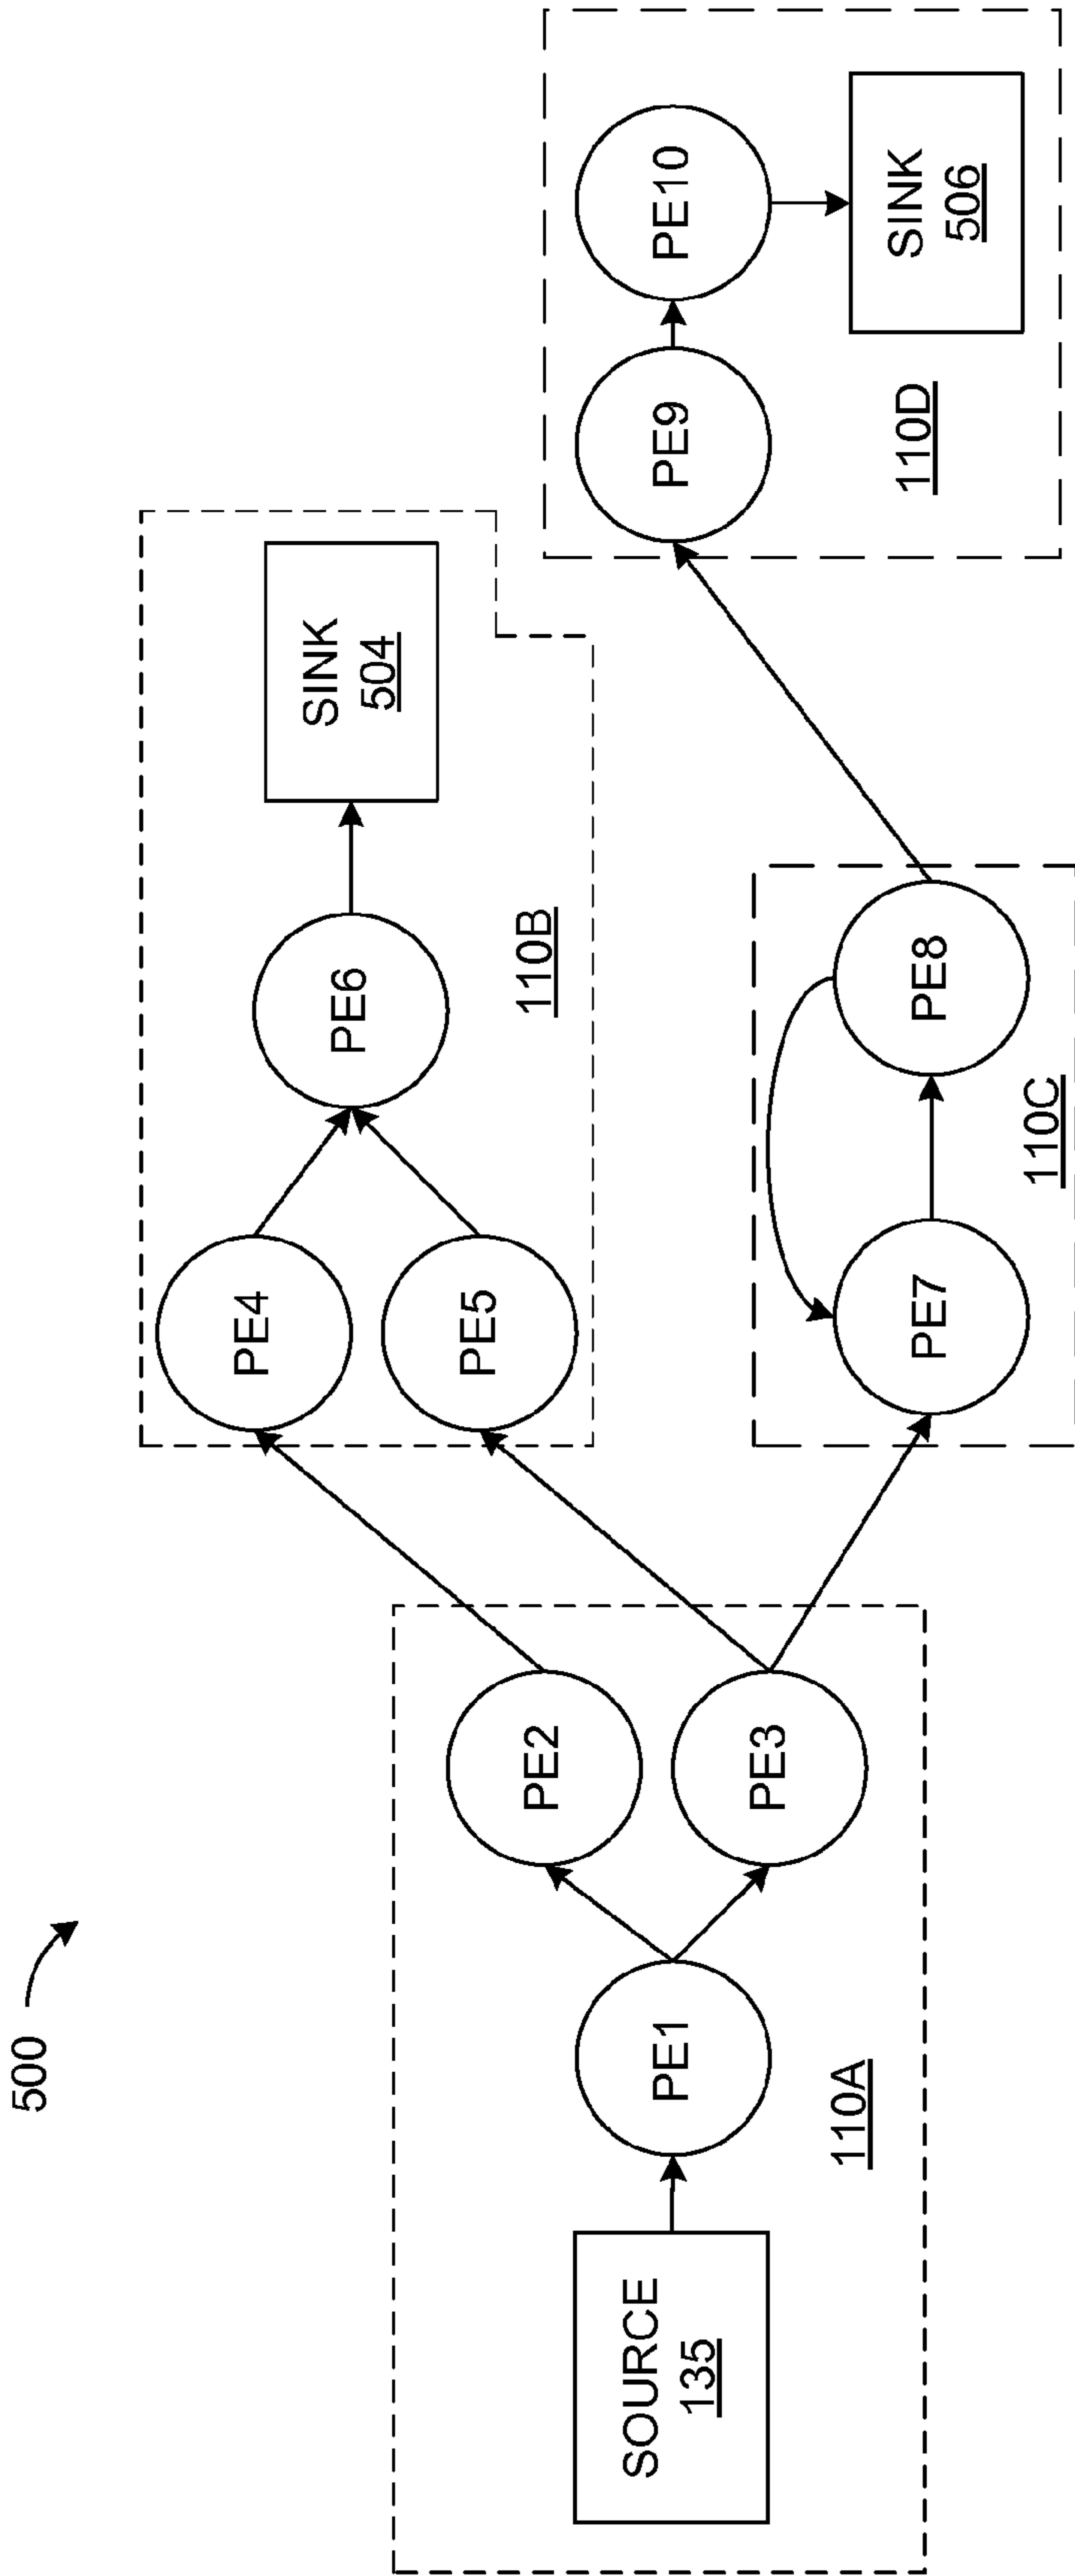 500
SOURCE
135
PE1
110A
PE2
PE3
PE4
PE5
PE6
SINK
504
110B
PE7
PE8
110C
PE9
PE10
SINK
506
110D